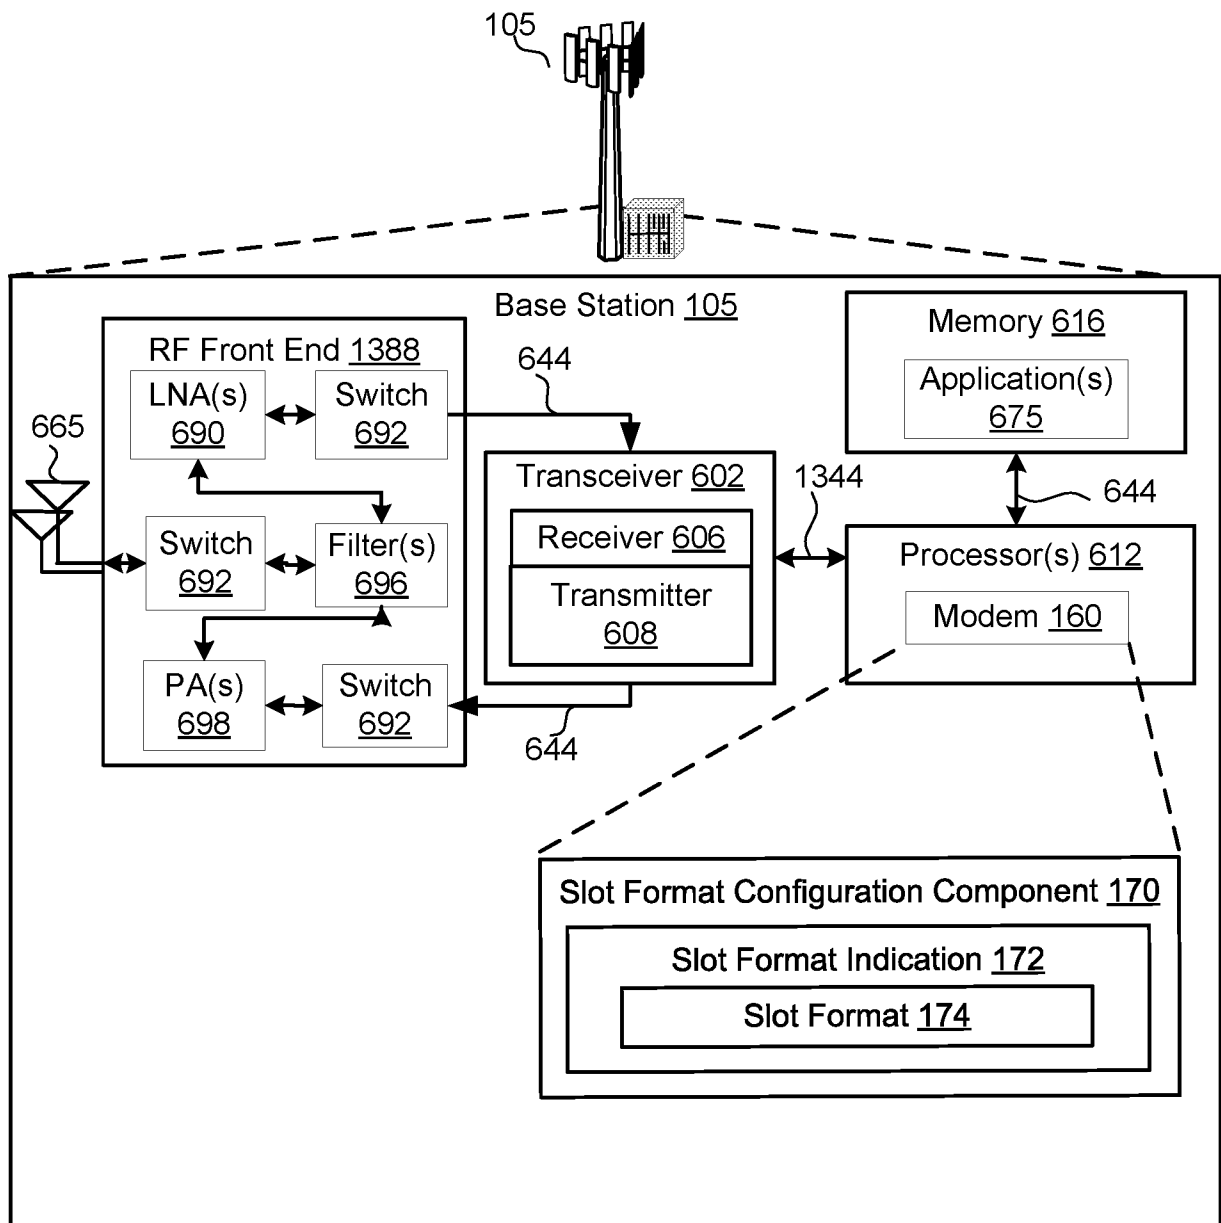 105
Base Station 105
RF Front End 1388
LNA(s)
690
Switch
692
644
665
Switch
692
Filter(s)
696
PA(s)
698
Switch
692
644
Transceiver 602
Receiver 606
Transmitter
608
1344
Memory 616
Application(s)
675
644
Processor(s) 612
Modem 160
Slot Format Configuration Component 170
Slot Format Indication 172
Slot Format 174